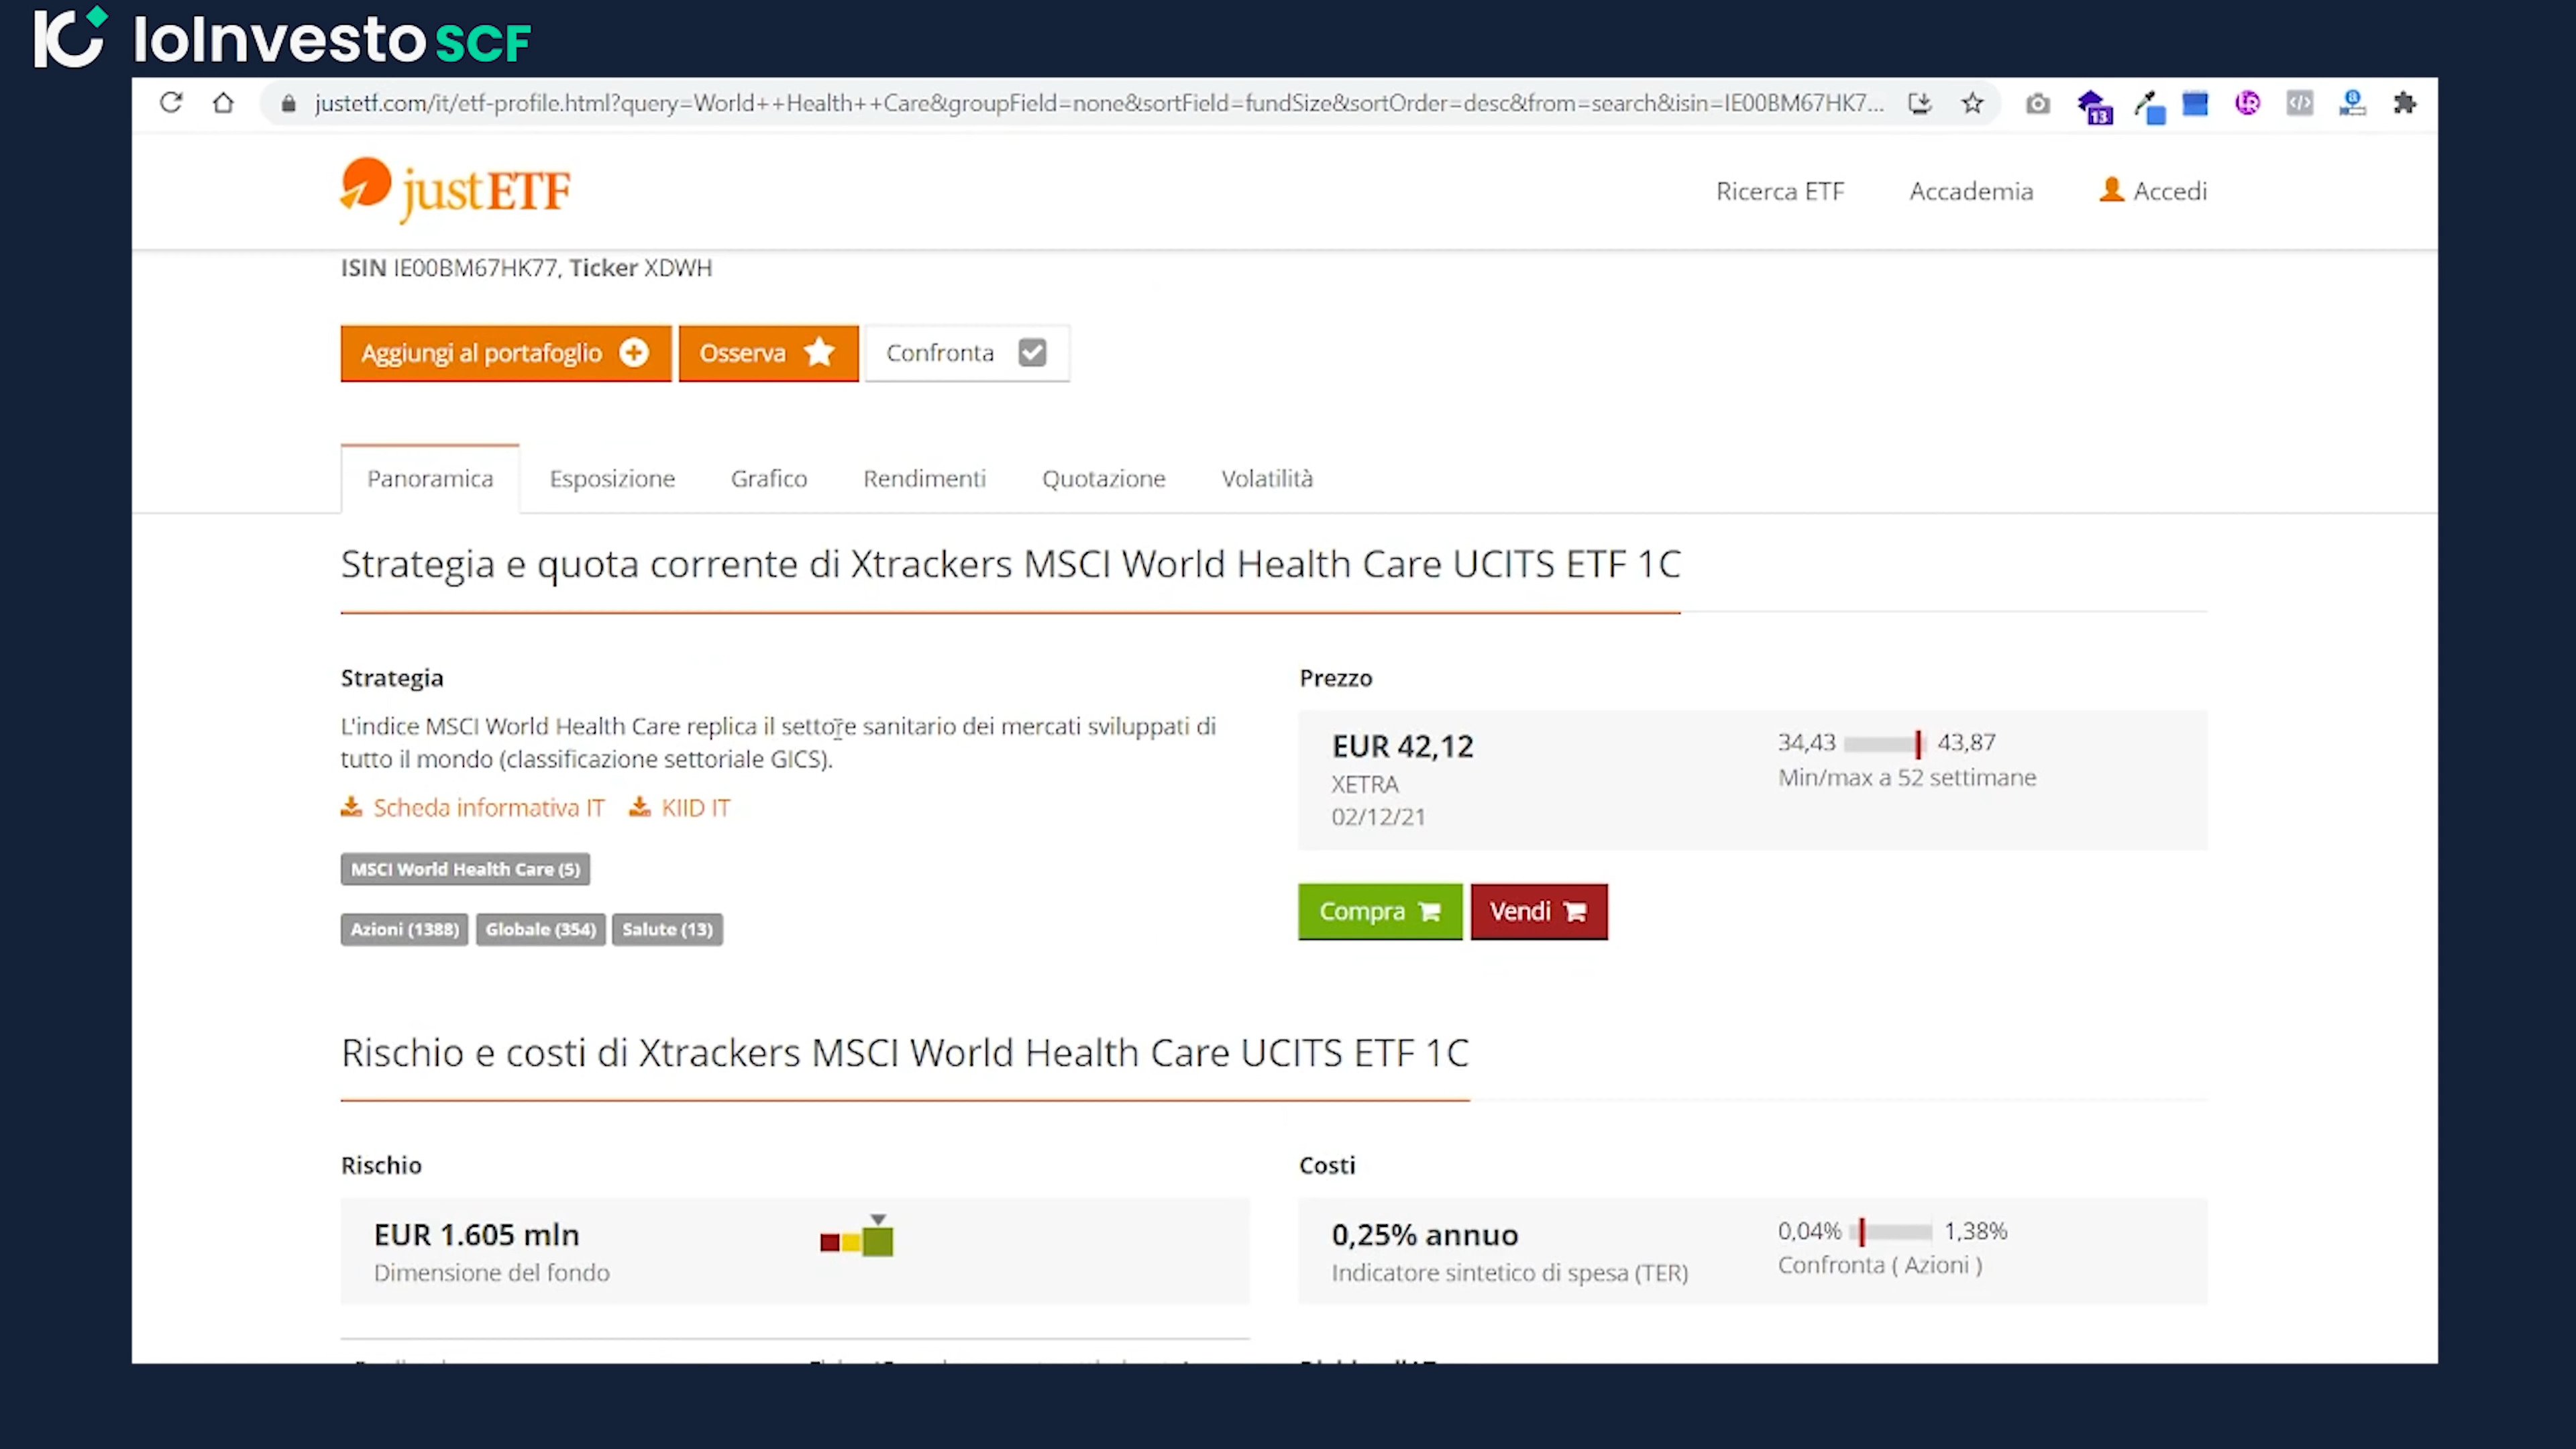 IoInvesto SCF
justetf.com/it/etf-profile.html?query=World++Health++Care&groupField=none&sortField=fundSize&sortOrder=desc&from=search&isin=IE00BM67HK7...
13
justETF
Ricerca ETF
Accademia
Accedi
ISIN IE00BM67HK77, Ticker XDWH
Aggiungi al portafoglio
Osserva
Confronta
Panoramica
Esposizione
Grafico
Rendimenti
Quotazione
Volatilità
Strategia e quota corrente di Xtrackers MSCI World Health Care UCITS ETF 1C
Strategia
L'indice MSCI World Health Care replica il settore sanitario dei mercati sviluppati di
tutto il mondo (classificazione settoriale GICS).
Scheda informativa IT
KIID IT
MSCI World Health Care (5)
Azioni (1388)
Globale (354)
Salute (13)
Prezzo
EUR 42,12
XETRA
02/12/21
34,43
43,87
Min/max a 52 settimane
Compra
Vendi
Rischio e costi di Xtrackers MSCI World Health Care UCITS ETF 1C
Rischio
EUR 1.605 mln
Dimensione del fondo
Costi
0,25% annuo
Indicatore sintetico di spesa (TER)
0,04%
1,38%
Confronta ( Azioni )